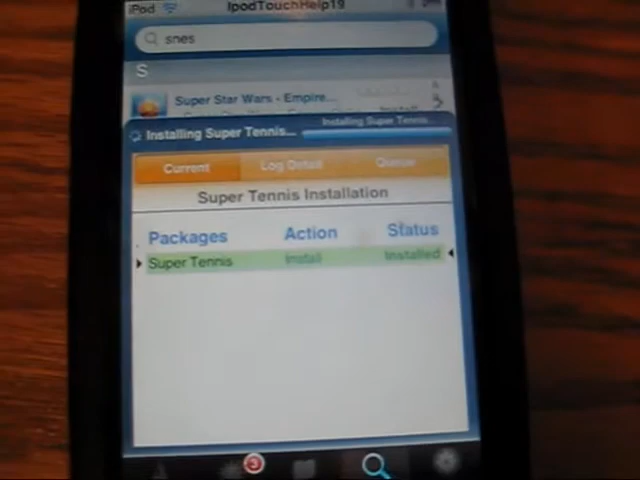 iPod IpodTouchHelp19
snes
S
Super Star Wars - Empire...
Installing Super Tennis... Installing Super Tennis
Current Log Detail Queue
Super Tennis Installation
Packages Action Status
Super Tennis Install Installed